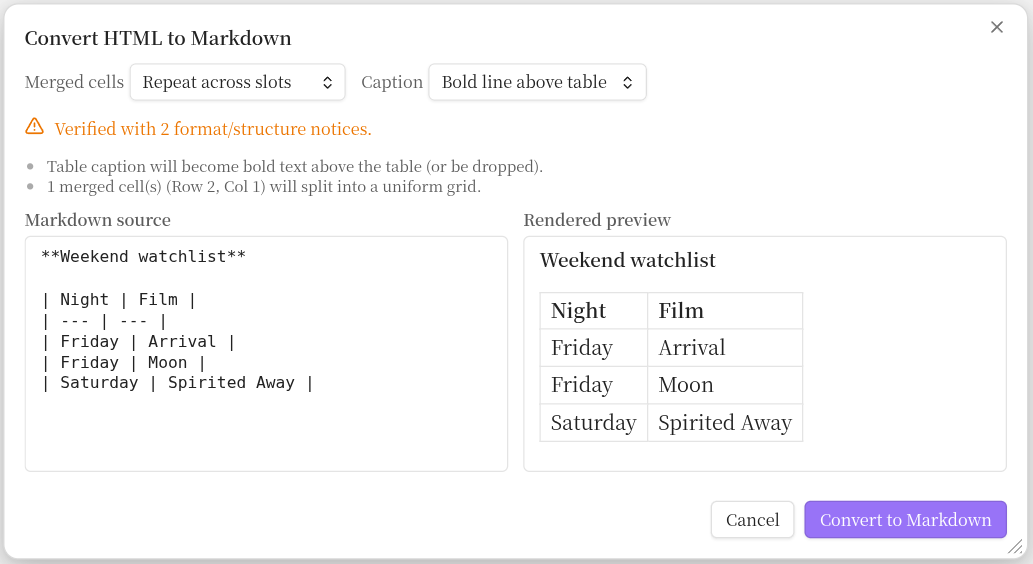 Convert HTML to Markdown
Merged cells Repeat across slots Caption Bold line above table
Verified with 2 format/structure notices.
Table caption will become bold text above the table (or be dropped).
1 merged cell(s) (Row 2, Col 1) will split into a uniform grid.
Markdown source
**Weekend watchlist**
| Night | Film |
| --- | --- |
| Friday | Arrival |
| Friday | Moon |
| Saturday | Spirited Away |
Rendered preview
Weekend watchlist
Night Film
Friday Arrival
Friday Moon
Saturday Spirited Away
Cancel Convert to Markdown